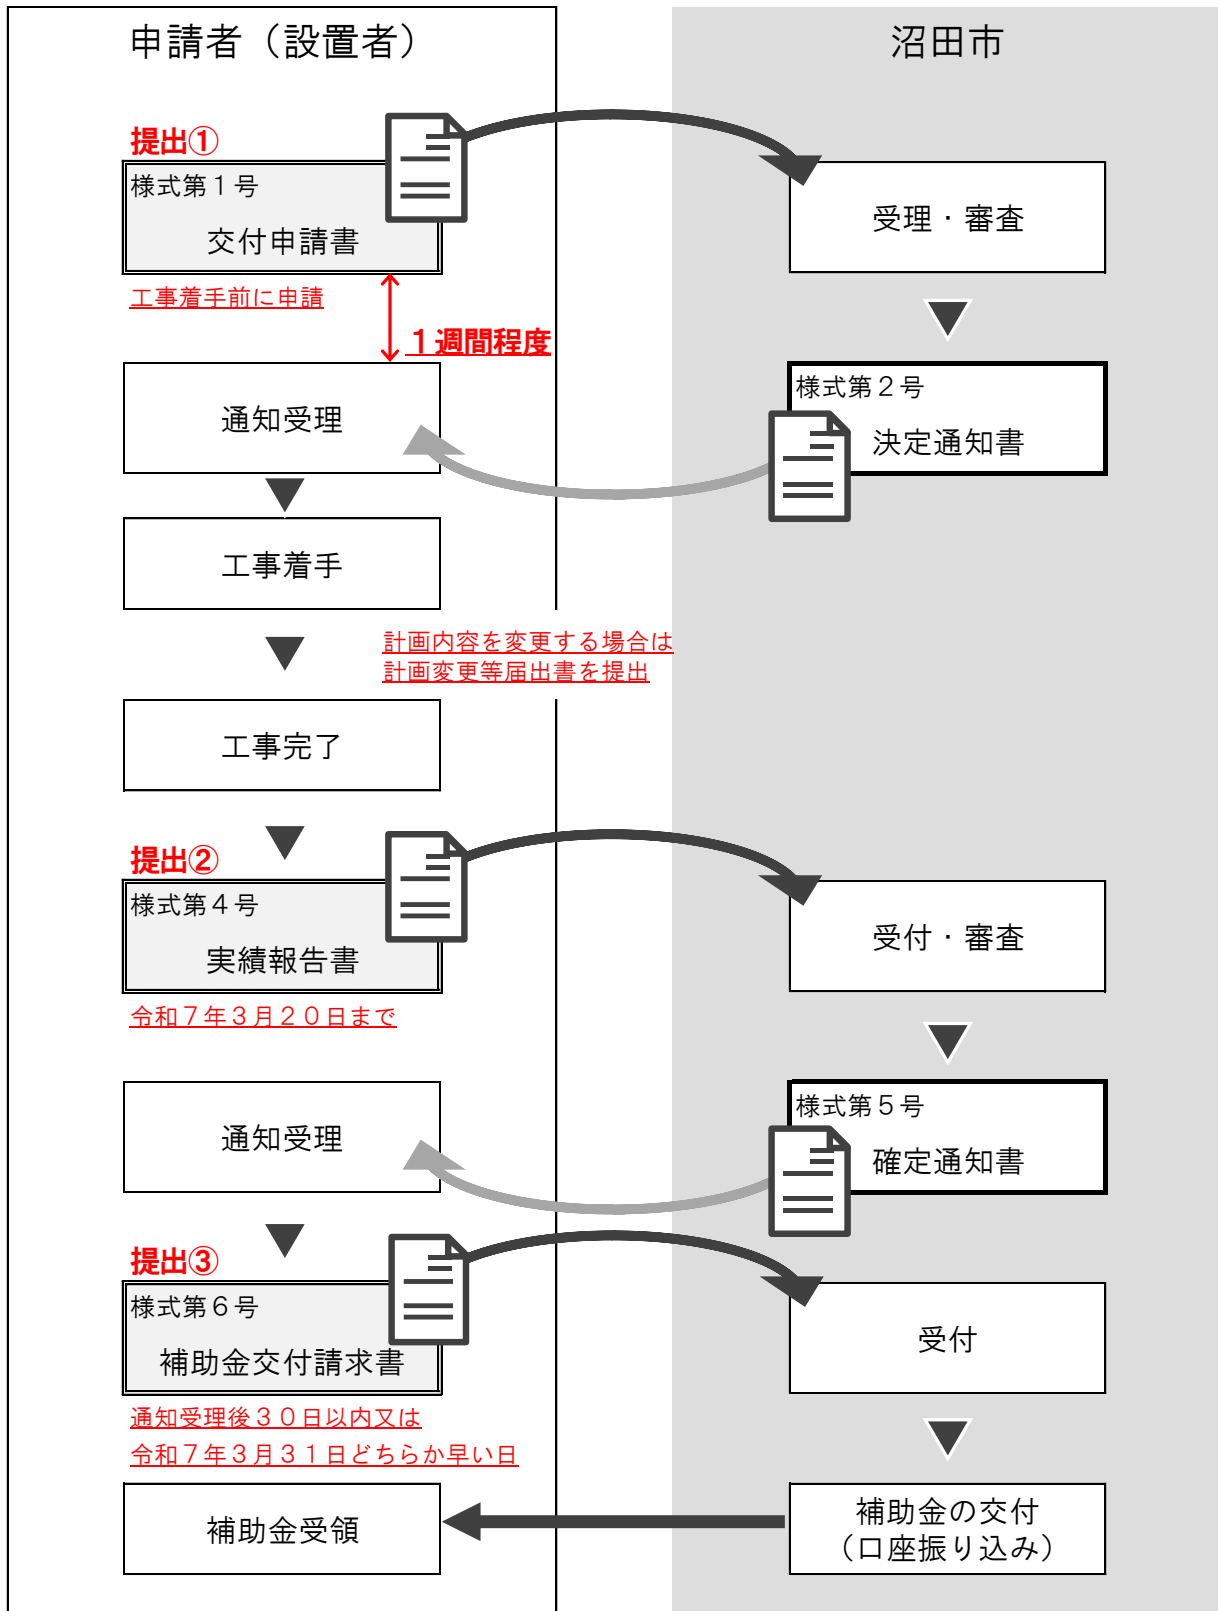 申請者（設置者）
沼田市
提出①
様式第１号
交付申請書
受理・審査
工事着手前に申請
１週間程度
様式第２号
決定通知書
通知受理
工事着手
計画内容を変更する場合は
計画変更等届出書を提出
工事完了
提出②
様式第４号
実績報告書
受付・審査
令和７年３月２０日まで
様式第５号
確定通知書
通知受理
提出③
様式第６号
補助金交付請求書
受付
通知受理後３０日以内又は
令和７年３月３１日どちらか早い日
補助金受領
補助金の交付
（口座振り込み）